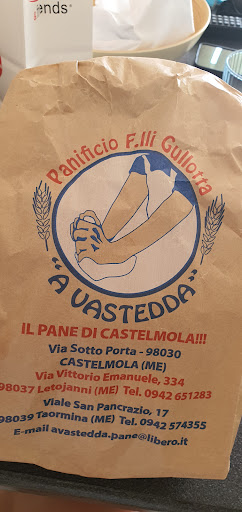 ends®
Panificio F.lli Gullotta
"A VASTEDDA"
IL PANE DI CASTELMOLA!!!
Via Sotto Porta - 98030
CASTELMOLA (ME)
Via Vittorio Emanuele, 334
98037 Letojanni (ME) Tel. 0942 651283
Viale San Pancrazio, 17
98039 Taormina (ME) Tel. 0942 574355
E-mail avastedda.pane@libero.it